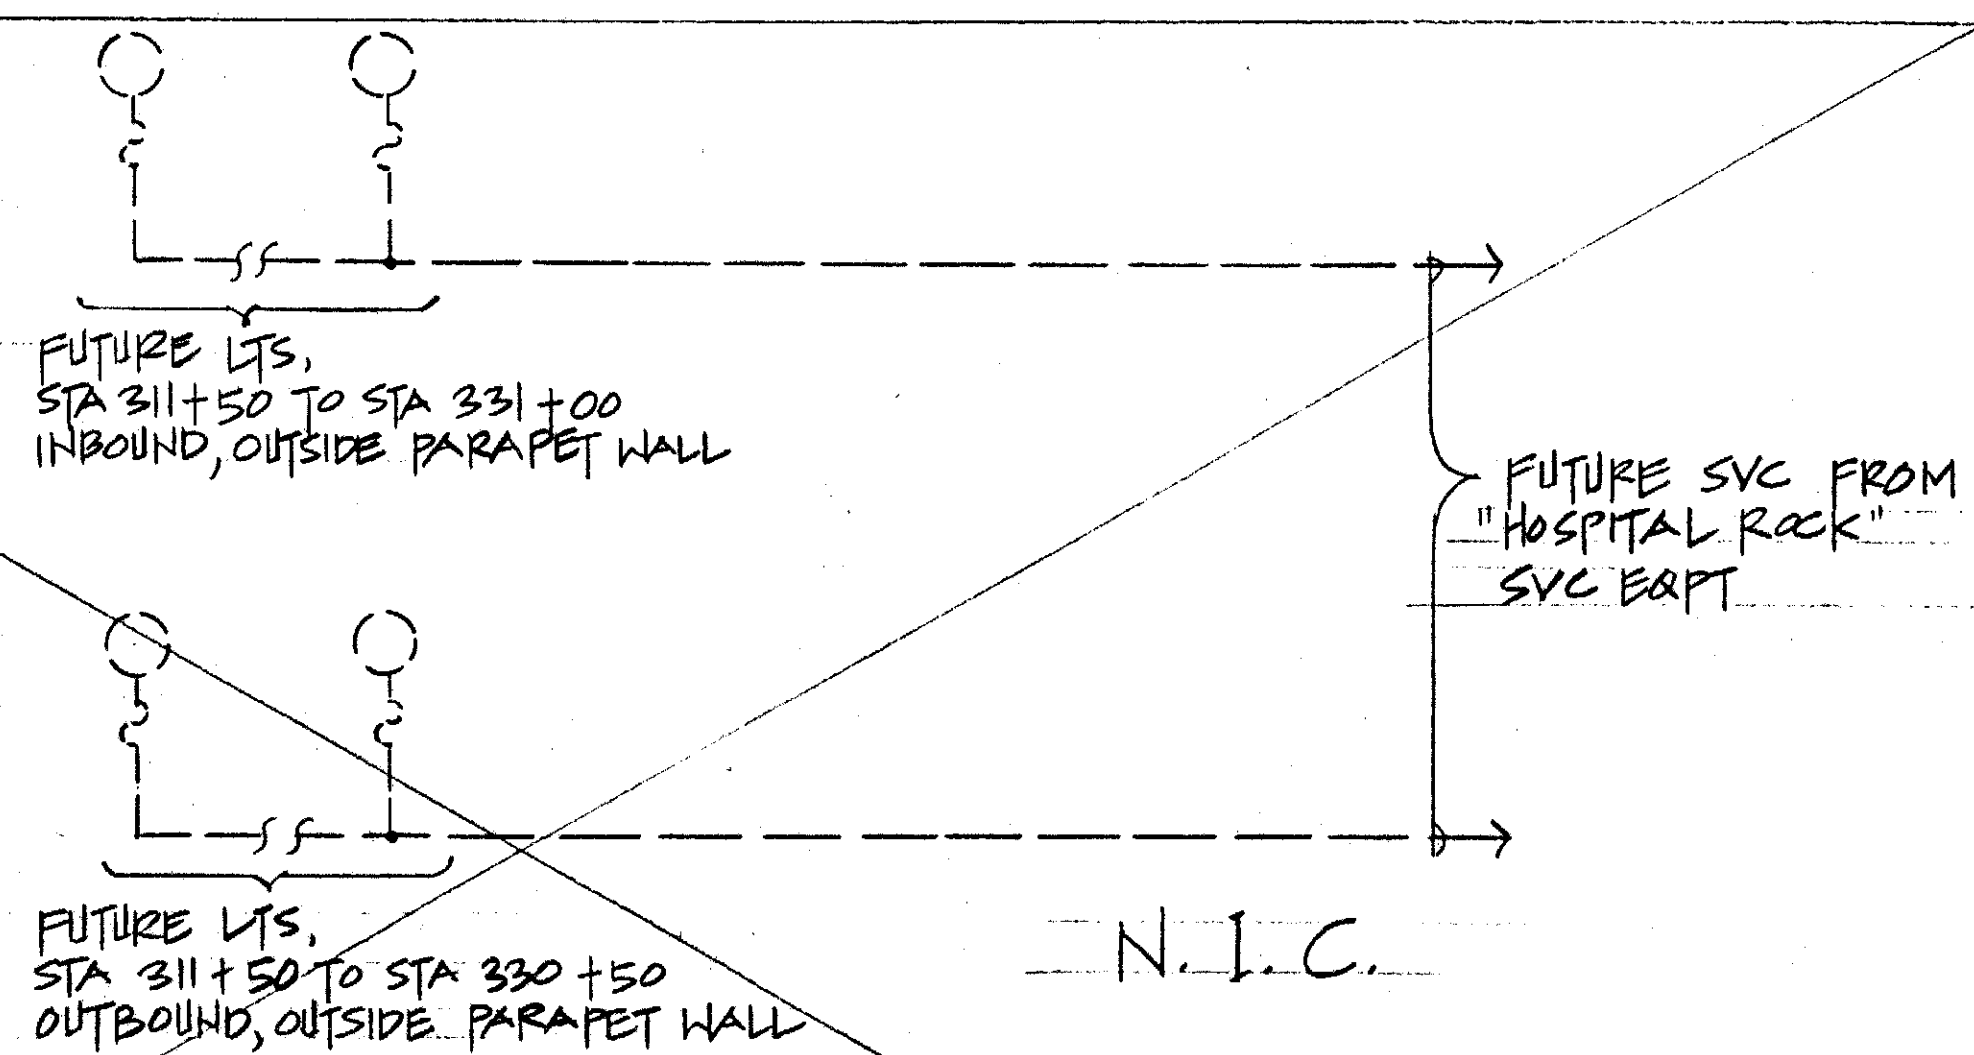 FUTURE LTS,
STA 311+50 TO STA 331+00
INBOUND, OUTSIDE PARAPET WALL
FUTURE SVC FROM
"HOSPITAL ROCK"
SVC EQPT
FUTURE LTS,
STA 311+50 TO STA 330+50
OUTBOUND, OUTSIDE PARAPET WALL
N.I.C.